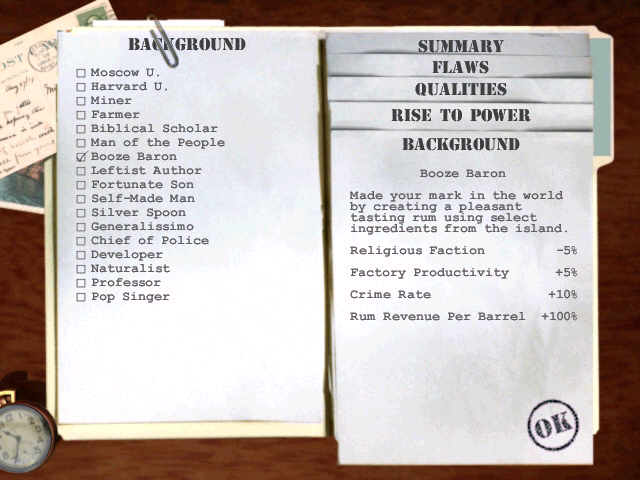 BACKGROUND
Moscow U.
Harvard U.
Miner
Farmer
Biblical Scholar
Man of the People
Booze Baron
Leftist Author
Fortunate Son
Self-Made Man
Silver Spoon
Generalissimo
Chief of Police
Developer
Naturalist
Professor
Pop Singer
SUMMARY
FLAWS
QUALITIES
RISE TO POWER
BACKGROUND
Booze Baron
Made your mark in the world
by creating a pleasant
tasting rum using select
ingredients from the island.
Religious Faction -5%
Factory Productivity +5%
Crime Rate +10%
Rum Revenue Per Barrel +100%
OK